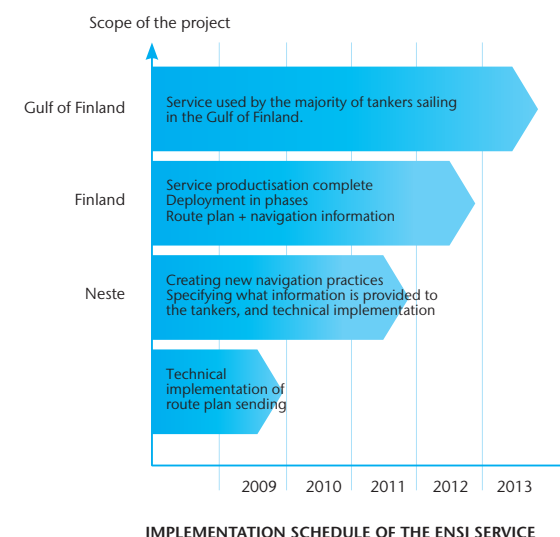 Scope of the project
Gulf of Finland
Service used by the majority of tankers sailing
in the Gulf of Finland.
Finland
Service productisation complete
Deployment in phases
Route plan + navigation information
Neste
Creating new navigation practices
Specifying what information is provided to
the tankers, and technical implementation
Technical
implementation of
route plan sending
2009 2010 2011 2012 2013
IMPLEMENTATION SCHEDULE OF THE ENSI SERVICE